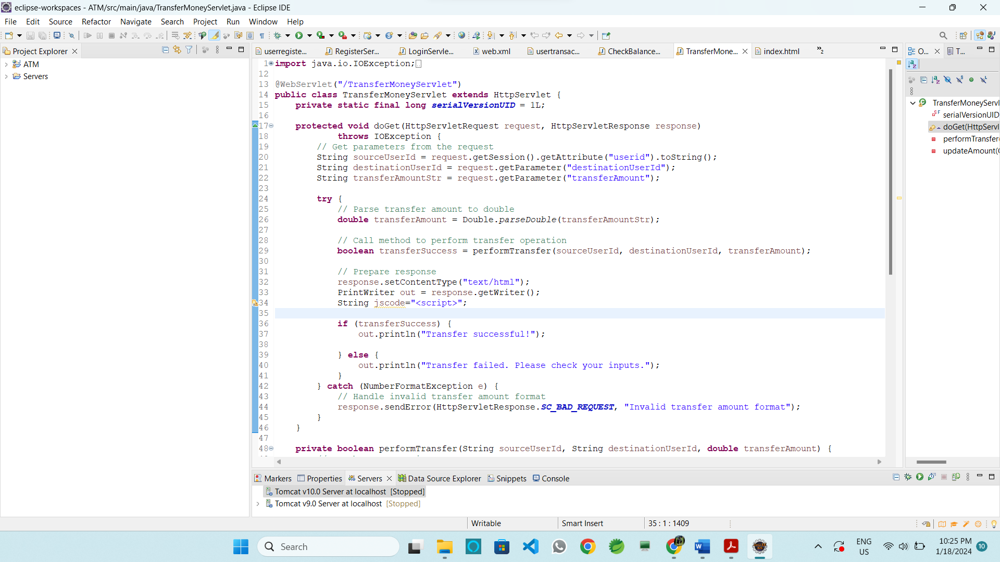 eclipse-workspaces - ATM/src/main/java/TransferMoneyServlet.java - Eclipse IDE
File Edit Source Refactor Navigate Search Project Run Window Help
Project Explorer
userregiste... RegisterSer... LoginServle... web.xml usertransac... CheckBalance... TransferMone... index.html »2 O... T...
ATM
Servers
1 import java.io.IOException;
12
13 @WebServlet("/TransferMoneyServlet")
14 public class TransferMoneyServlet extends HttpServlet {
15 private static final long serialVersionUID = 1L;
16
17 protected void doGet(HttpServletRequest request, HttpServletResponse response)
18 throws IOException {
19 // Get parameters from the request
20 String sourceUserId = request.getSession().getAttribute("userid").toString();
21 String destinationUserId = request.getParameter("destinationUserId");
22 String transferAmountStr = request.getParameter("transferAmount");
23
24 try {
25 // Parse transfer amount to double
26 double transferAmount = Double.parseDouble(transferAmountStr);
27
28 // Call method to perform transfer operation
29 boolean transferSuccess = performTransfer(sourceUserId, destinationUserId, transferAmount);
30
31 // Prepare response
32 response.setContentType("text/html");
33 PrintWriter out = response.getWriter();
34 String jscode="<script>";
35
36 if (transferSuccess) {
37 out.println("Transfer successful!");
38
39 } else {
40 out.println("Transfer failed. Please check your inputs.");
41 }
42 } catch (NumberFormatException e) {
43 // Handle invalid transfer amount format
44 response.sendError(HttpServletResponse.SC_BAD_REQUEST, "Invalid transfer amount format");
45 }
46 }
47
48 private boolean performTransfer(String sourceUserId, String destinationUserId, double transferAmount) {
TransferMoneyServl
serialVersionUID
doGet(HttpServl
performTransfer(
updateAmount(
Markers Properties Servers Data Source Explorer Snippets Console
Tomcat v10.0 Server at localhost [Stopped]
Tomcat v9.0 Server at localhost [Stopped]
Writable Smart Insert 35 : 1 : 1409
Search
ENG
US
10:25 PM
1/18/2024
10